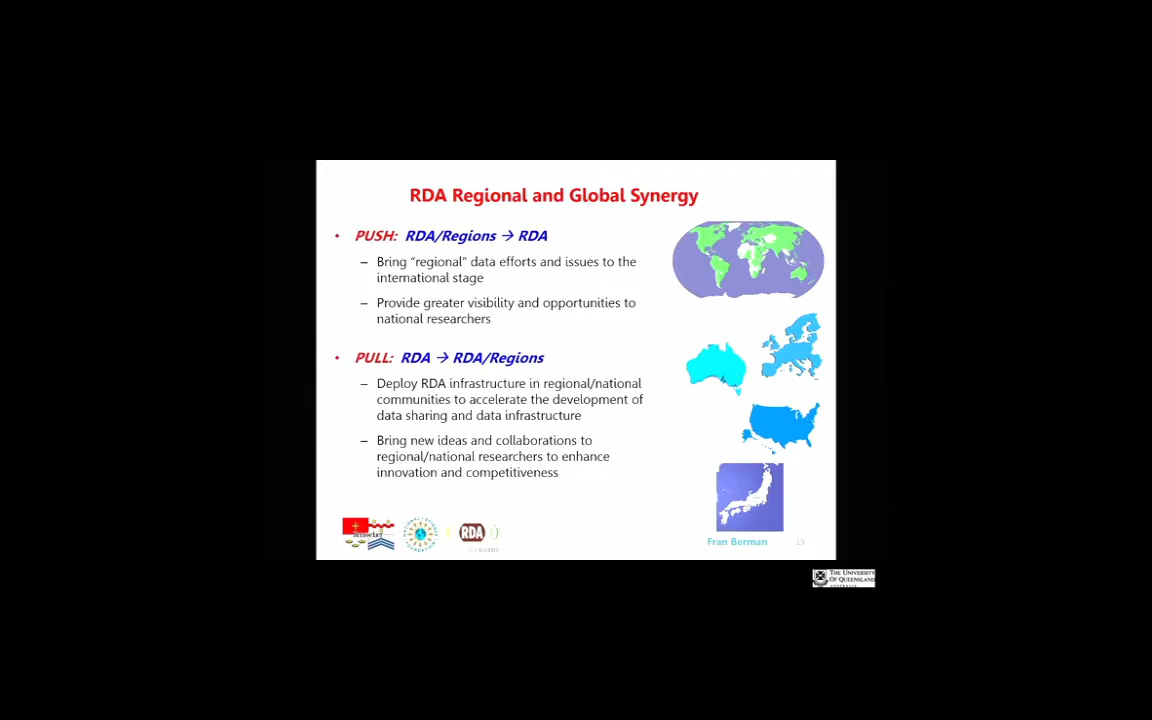 RDA Regional and Global Synergy
• PUSH: RDA/Regions → RDA
– Bring “regional” data efforts and issues to the
international stage
– Provide greater visibility and opportunities to
national researchers
• PULL: RDA → RDA/Regions
– Deploy RDA infrastructure in regional/national
communities to accelerate the development of
data sharing and data infrastructure
– Bring new ideas and collaborations to
regional/national researchers to enhance
innovation and competitiveness
Rensselaer
RDA
Fran Berman
15
THE UNIVERSITY
OF QUEENSLAND
AUSTRALIA